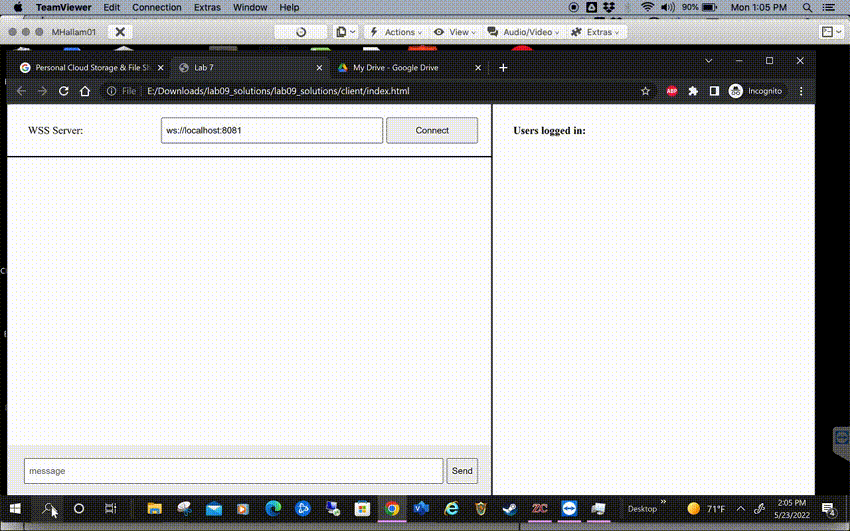 TeamViewer Edit Connection Extras Window Help
90% Mon 1:05 PM
MHallam01
Actions View Audio/Video Extras
Personal Cloud Storage & File Sh
Lab 7
My Drive - Google Drive
File E:/Downloads/lab09_solutions/lab09_solutions/client/index.html
ABP
Incognito
WSS Server:
ws://localhost:8081
Connect
Users logged in:
message
Send
Desktop
71°F
2:05 PM
5/23/2022
4